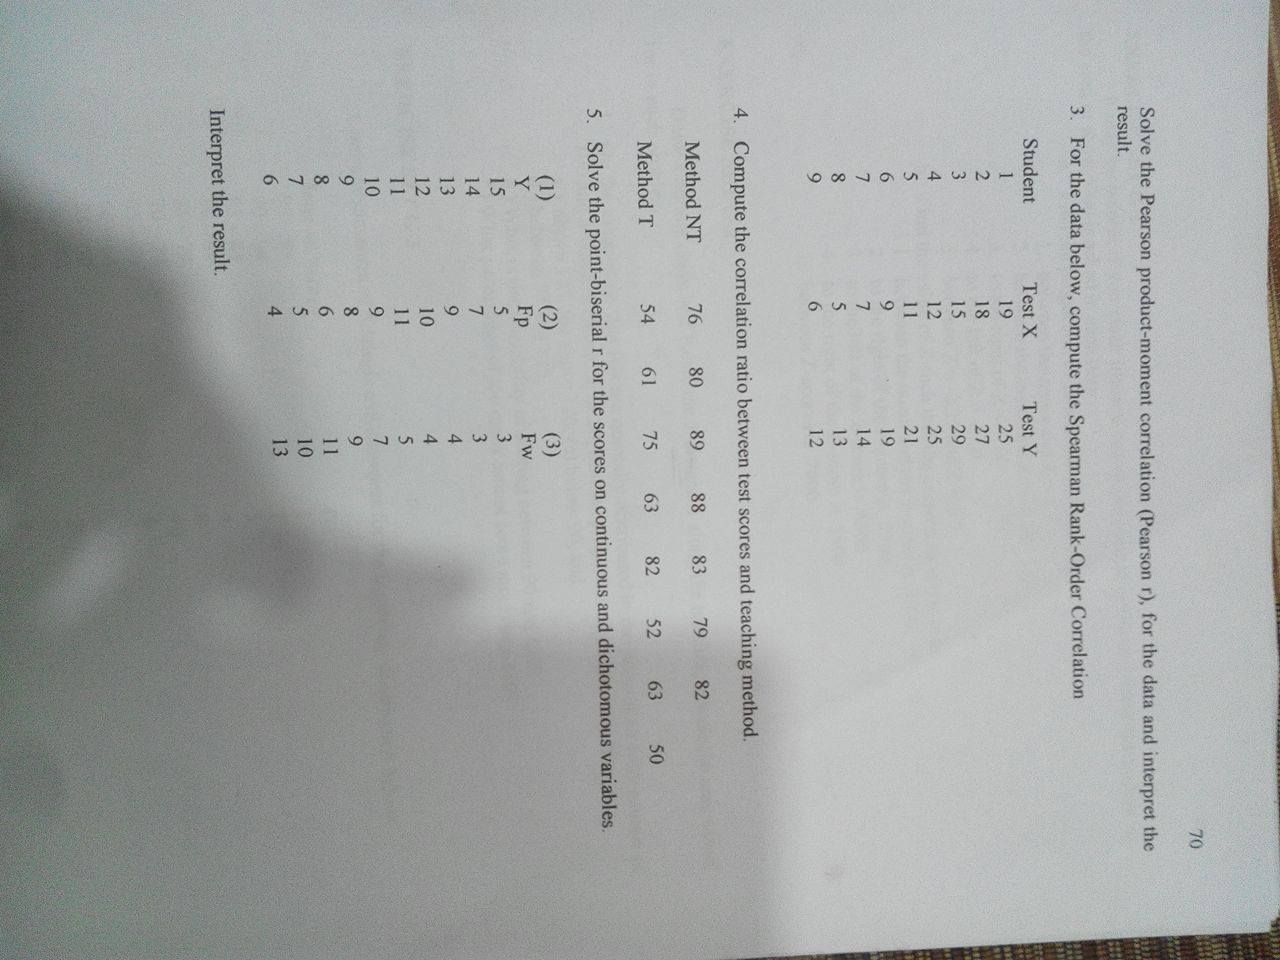 70
Solve the Pearson product-moment correlation (Pearson r), for the data and interpret the
result.
3. For the data below, compute the Spearman Rank-Order Correlation
Student Test X Test Y
1 19 25
2 18 27
3 15 29
4 12 25
5 11 21
6 9 19
7 7 14
8 5 13
9 6 12
4. Compute the correlation ratio between test scores and teaching method.
Method NT 76 80 89 88 83 79 82
Method T 54 61 75 63 82 52 63 50
5. Solve the point-biserial r for the scores on continuous and dichotomous variables.
(1) (2) (3)
Y Fp Fw
15 5 3
14 7 3
13 9 4
12 10 4
11 11 5
10 9 7
9 8 9
8 6 11
7 5 10
6 4 13
Interpret the result.